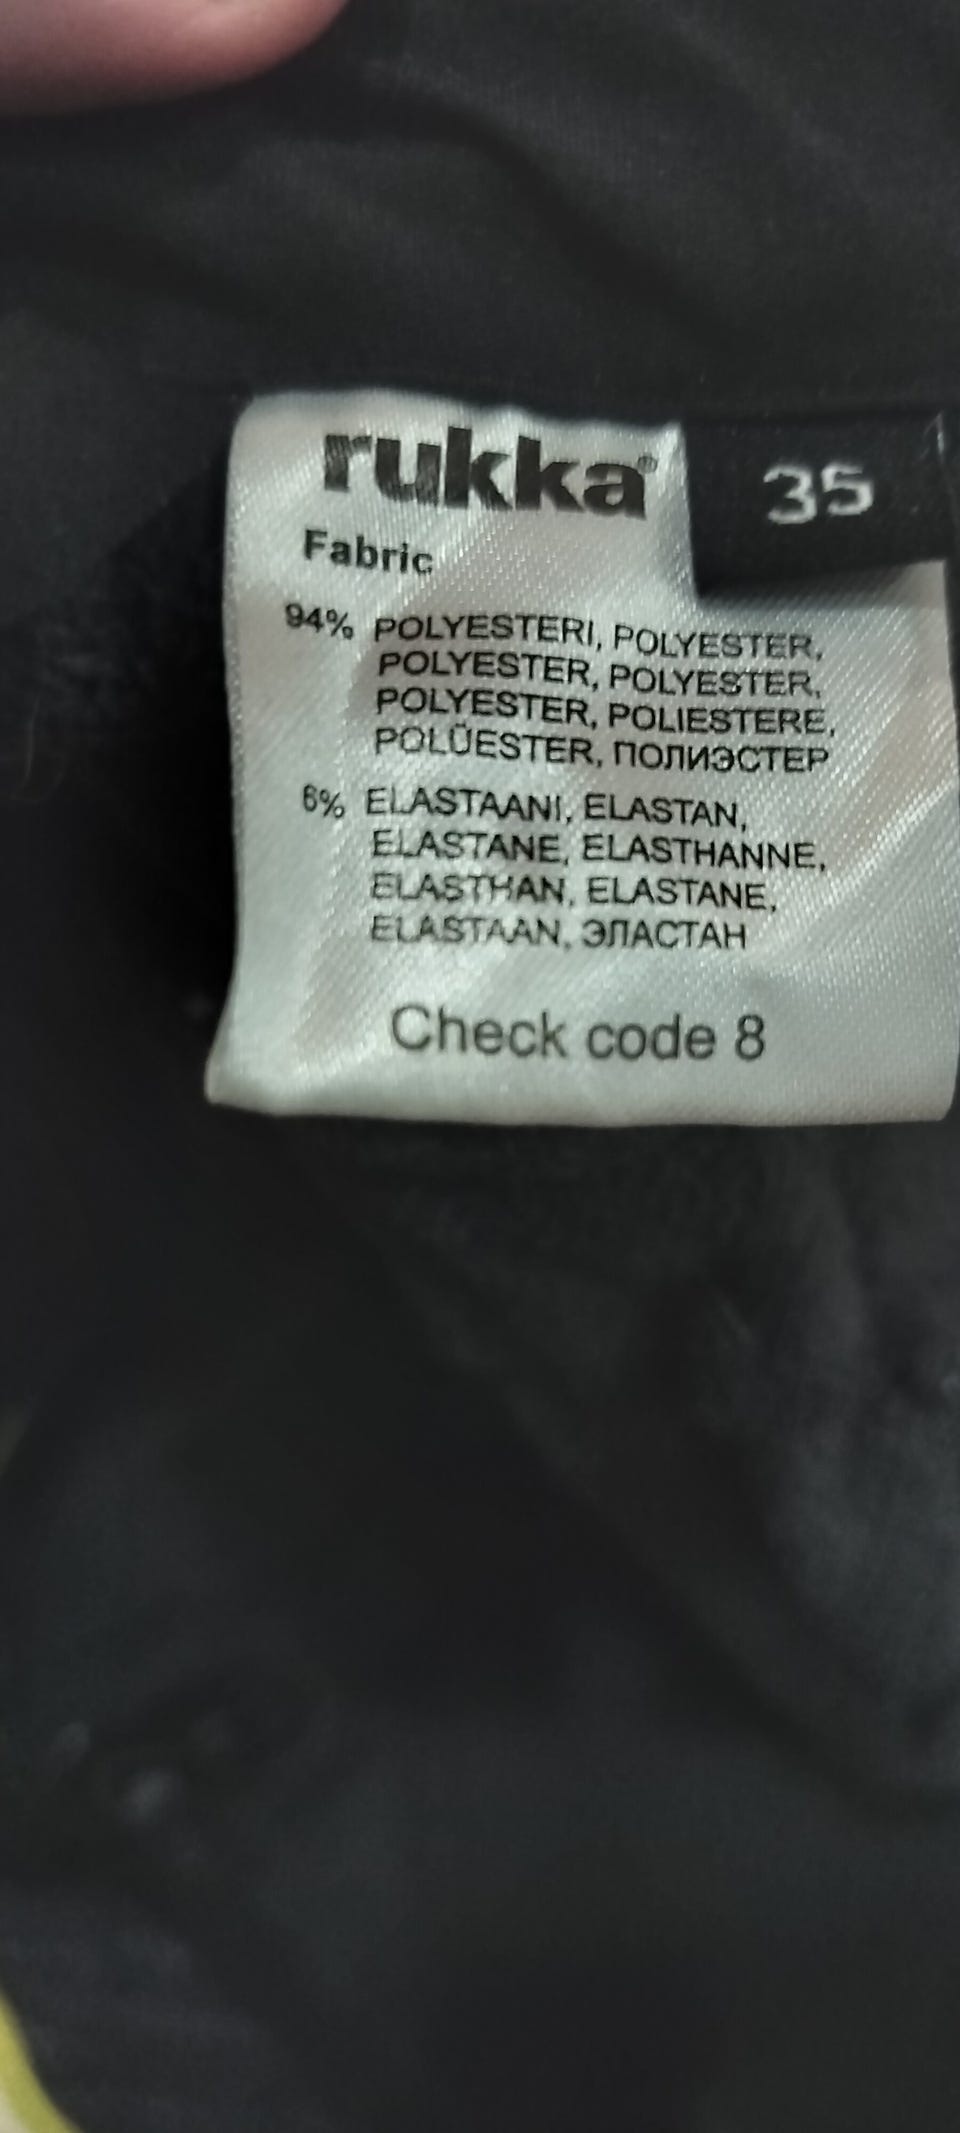 rukka®
35
Fabric
94% POLYESTERI, POLYESTER,
POLYESTER, POLYESTER,
POLYESTER, POLIESTERE,
POLÜESTER, ПОЛИЭСТЕР
6% ELASTAANI, ELASTAN,
ELASTANE, ELASTHANNE,
ELASTHAN, ELASTANE,
ELASTAAN, ЭЛАСТАН
Check code 8